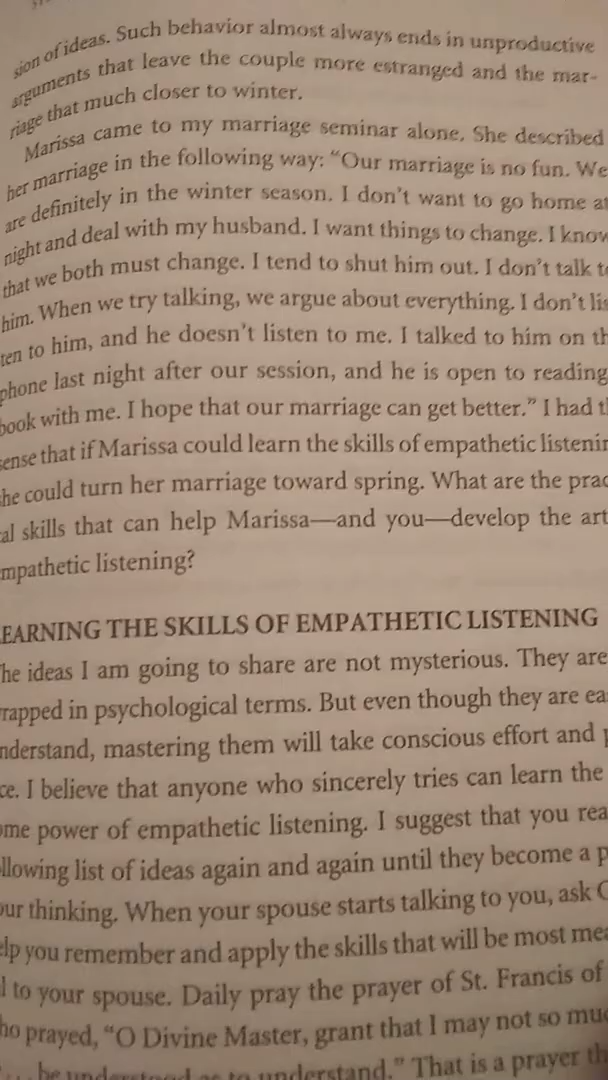 sion of ideas. Such behavior almost always ends in unproductive
arguments that leave the couple more estranged and the mar-
riage that much closer to winter.
Marissa came to my marriage seminar alone. She described
her marriage in the following way: “Our marriage is no fun. We
are definitely in the winter season. I don’t want to go home at
night and deal with my husband. I want things to change. I know
that we both must change. I tend to shut him out. I don’t talk to
him. When we try talking, we argue about everything. I don’t lis
ten to him, and he doesn’t listen to me. I talked to him on th
phone last night after our session, and he is open to reading
book with me. I hope that our marriage can get better.” I had t
ense that if Marissa could learn the skills of empathetic listenin
he could turn her marriage toward spring. What are the prac
al skills that can help Marissa—and you—develop the art
mpathetic listening?
EARNING THE SKILLS OF EMPATHETIC LISTENING
he ideas I am going to share are not mysterious. They are
rapped in psychological terms. But even though they are ea
nderstand, mastering them will take conscious effort and p
ce. I believe that anyone who sincerely tries can learn the
ome power of empathetic listening. I suggest that you rea
llowing list of ideas again and again until they become a p
our thinking. When your spouse starts talking to you, ask G
elp you remember and apply the skills that will be most mea
l to your spouse. Daily pray the prayer of St. Francis of
ho prayed, “O Divine Master, grant that I may not so muc
. . . be understood as to understand.” That is a prayer th